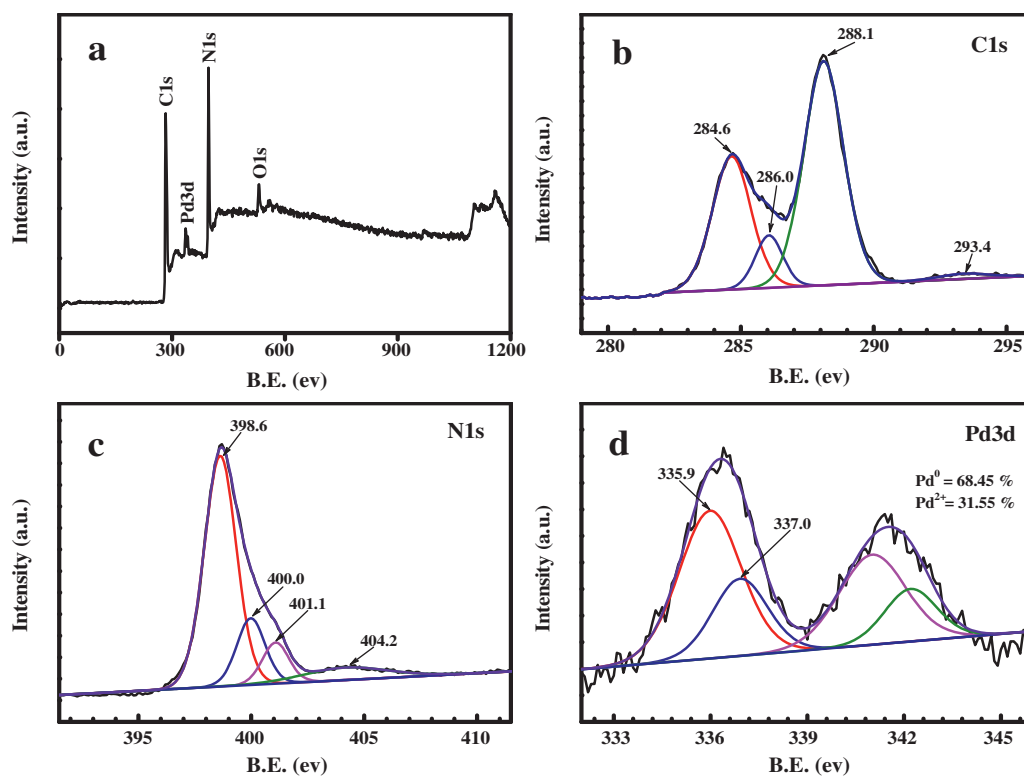 a
C1s
Pd3d
N1s
O1s
Intensity (a.u.)
0 300 600 900 1200
B.E. (ev)
b
C1s
284.6
286.0
288.1
293.4
Intensity (a.u.)
280 285 290 295
B.E. (ev)
c
N1s
398.6
400.0
401.1
404.2
Intensity (a.u.)
395 400 405 410
B.E. (ev)
d
Pd3d
Pd⁰ = 68.45 %
Pd²⁺= 31.55 %
335.9
337.0
Intensity (a.u.)
333 336 339 342 345
B.E. (ev)